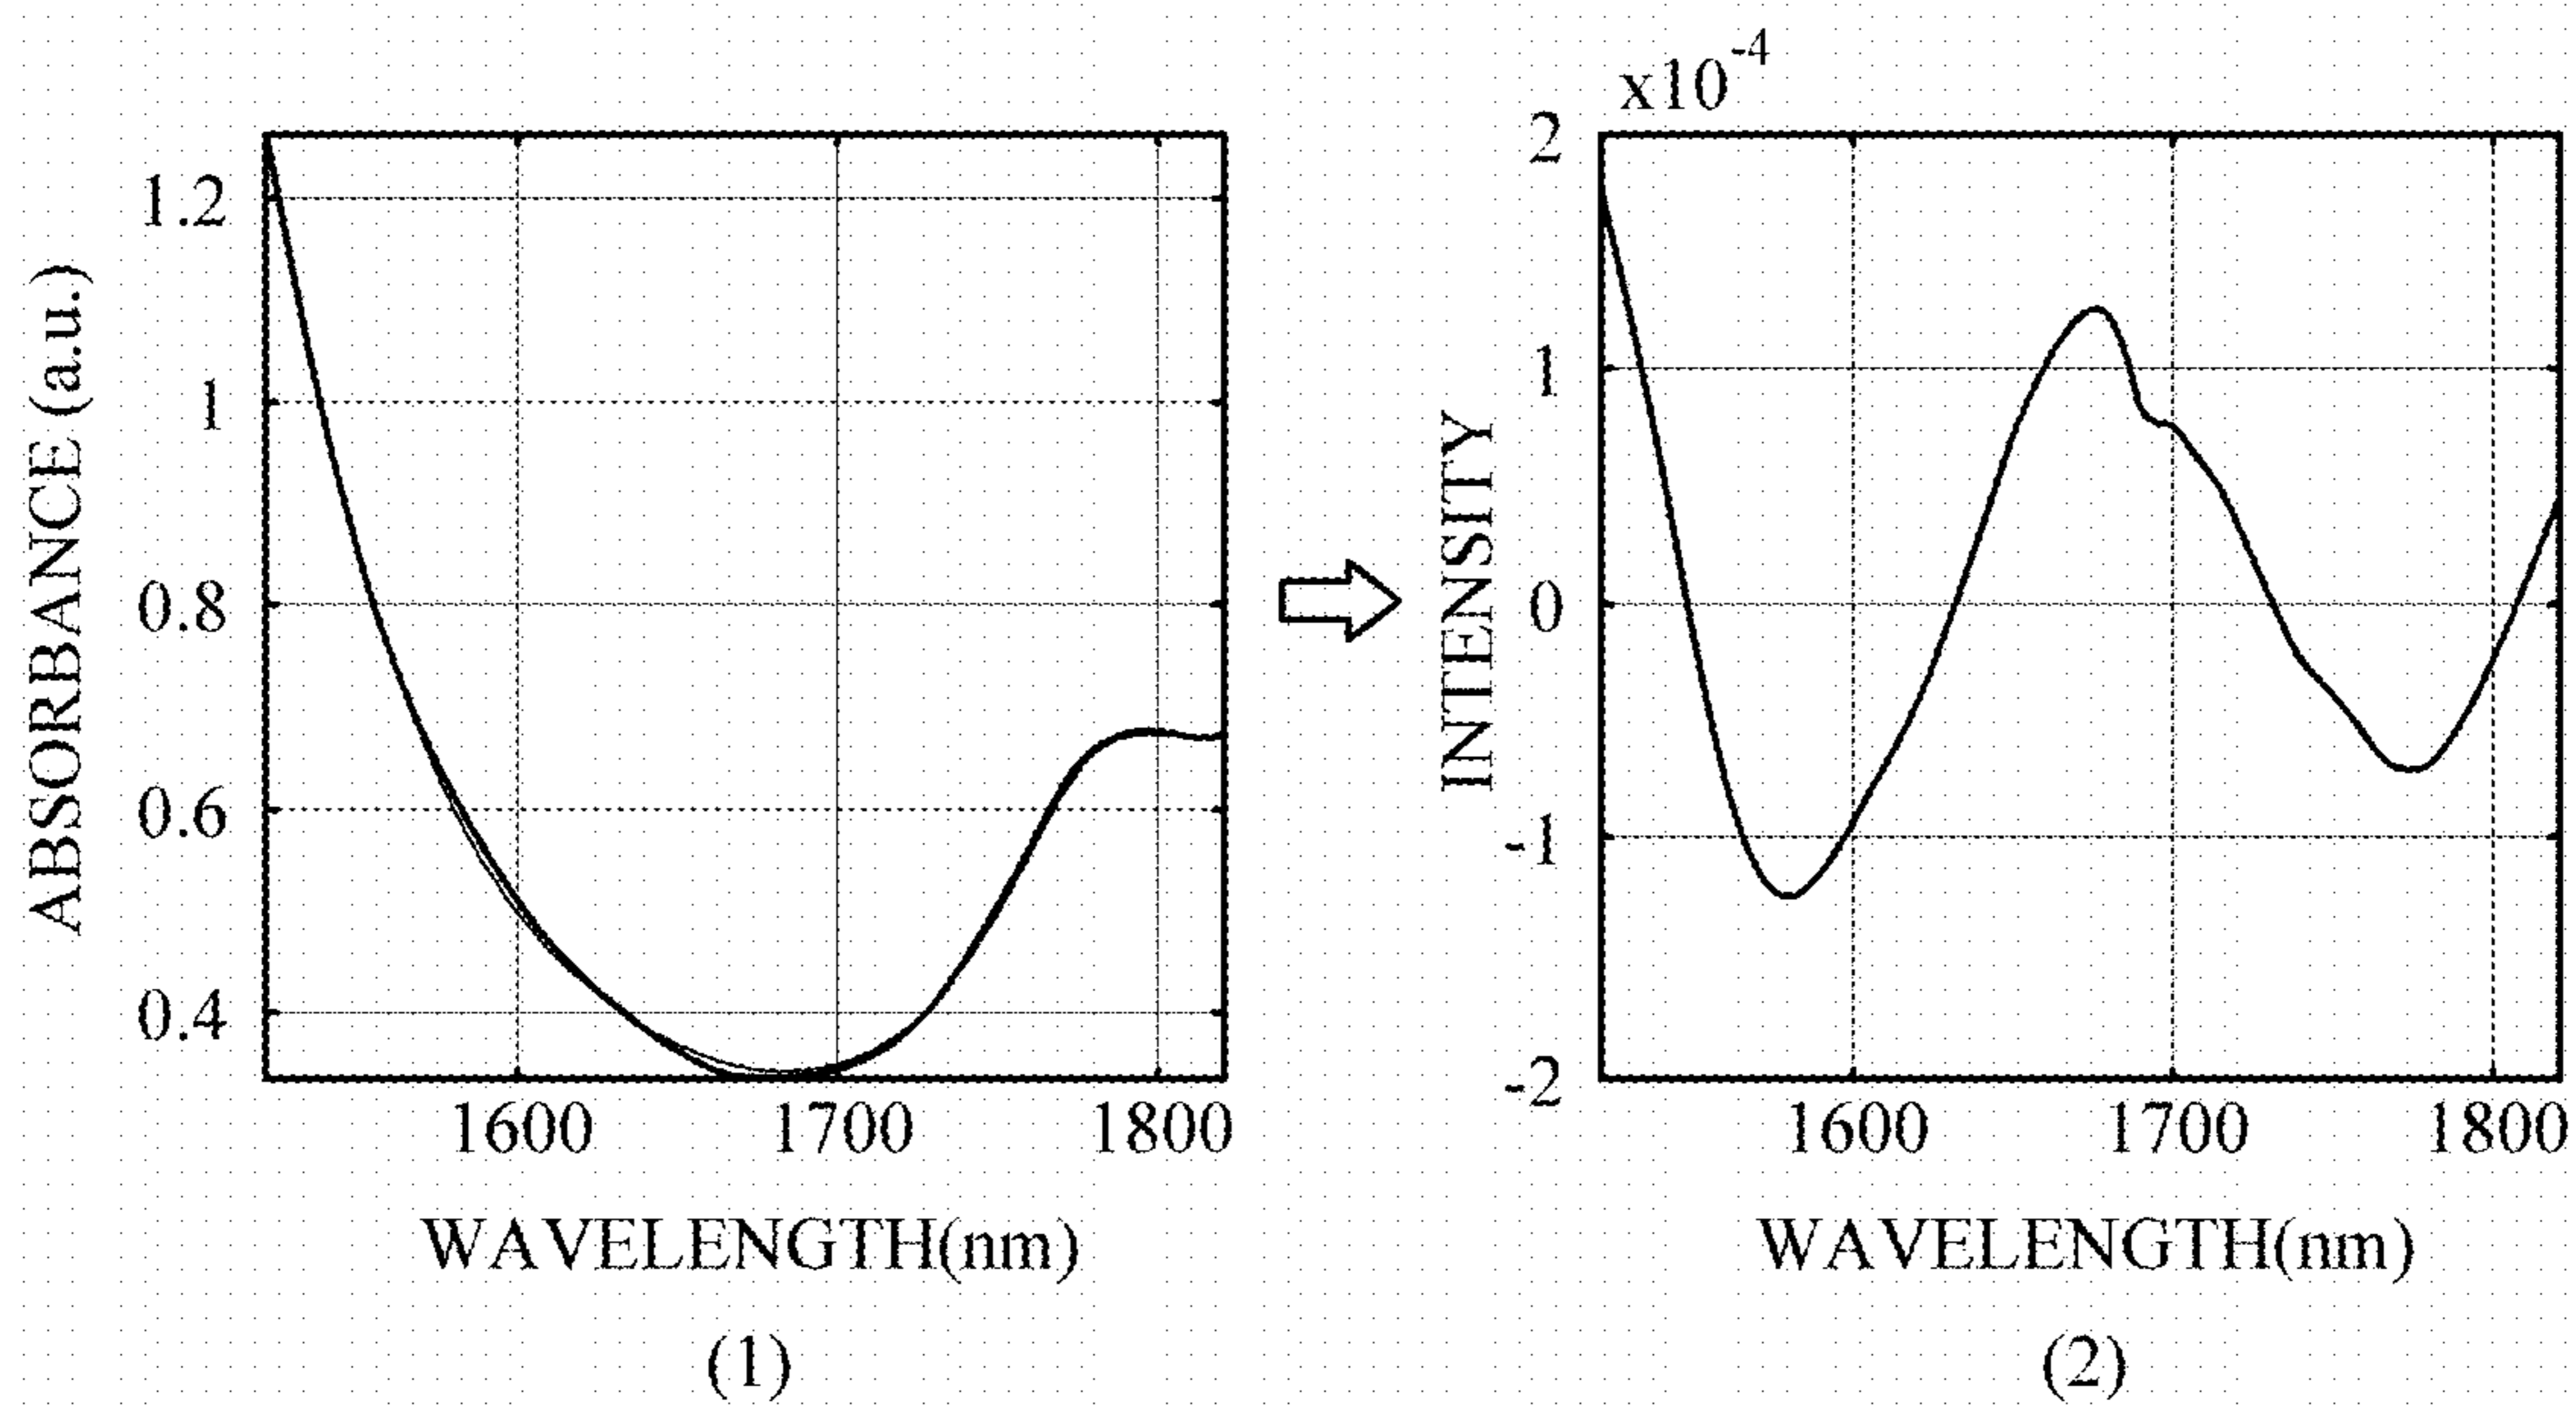 ABSORBANCE (a.u.)
1.2
1
0.8
0.6
0.4
1600 1700 1800
WAVELENGTH(nm)
(1)
x10-4
INTENSITY
2
1
0
-1
-2
1600 1700 1800
WAVELENGTH(nm)
(2)